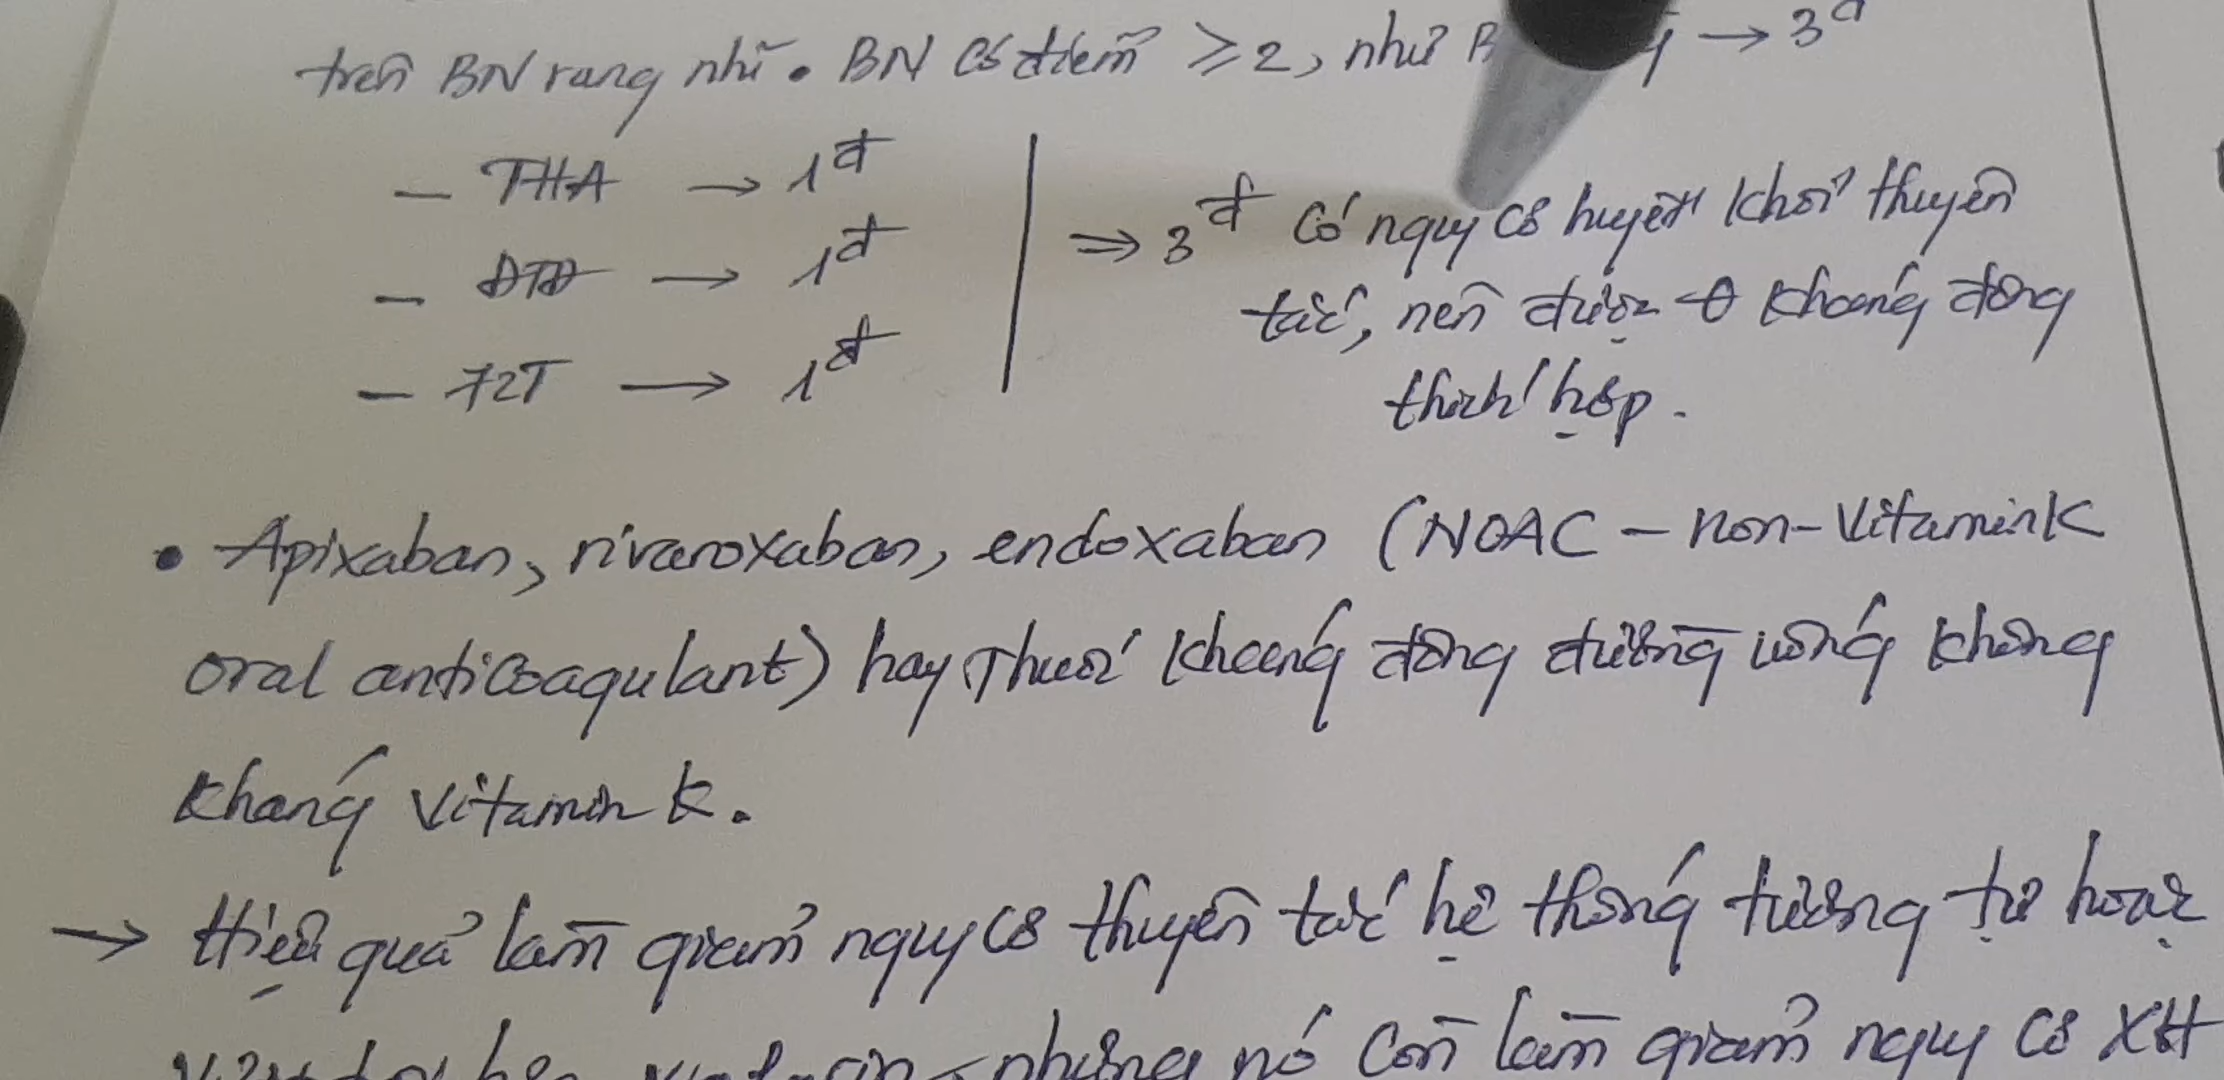 trên BN rung nhĩ. BN có điểm ≥2, như B → 3đ
- THA → 1đ
- ĐTĐ → 1đ
- 72T → 1đ
⇒ 3đ Có nguy cơ huyết khối thuyên
tắc, nên được θ kháng đông
thích hợp.
• Apixaban, rivaroxaban, endoxaban (NOAC - non-Vitamin K
oral anticoagulant) hay Thuốc kháng đông đường uống không
kháng vitamin K.
→ Hiệu quả làm giảm nguy cơ thuyên tắc hệ thống tương tự hoặc
nhưng nó còn làm giảm nguy cơ XH